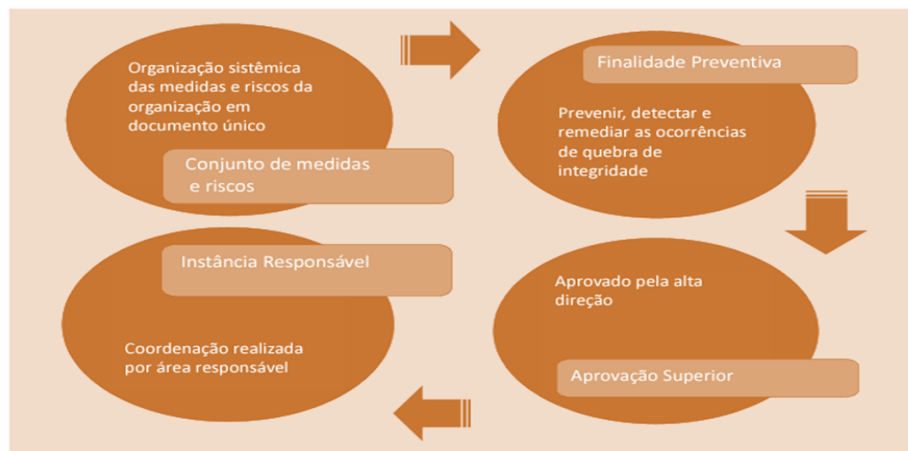 Organização sistêmica
das medidas e riscos da
organização em
documento único
Conjunto de medidas
e riscos
Finalidade Preventiva
Prevenir, detectar e
remediar as ocorrências
de quebra de
integridade
Aprovado pela alta
direção
Aprovação Superior
Instância Responsável
Coordenação realizada
por área responsável